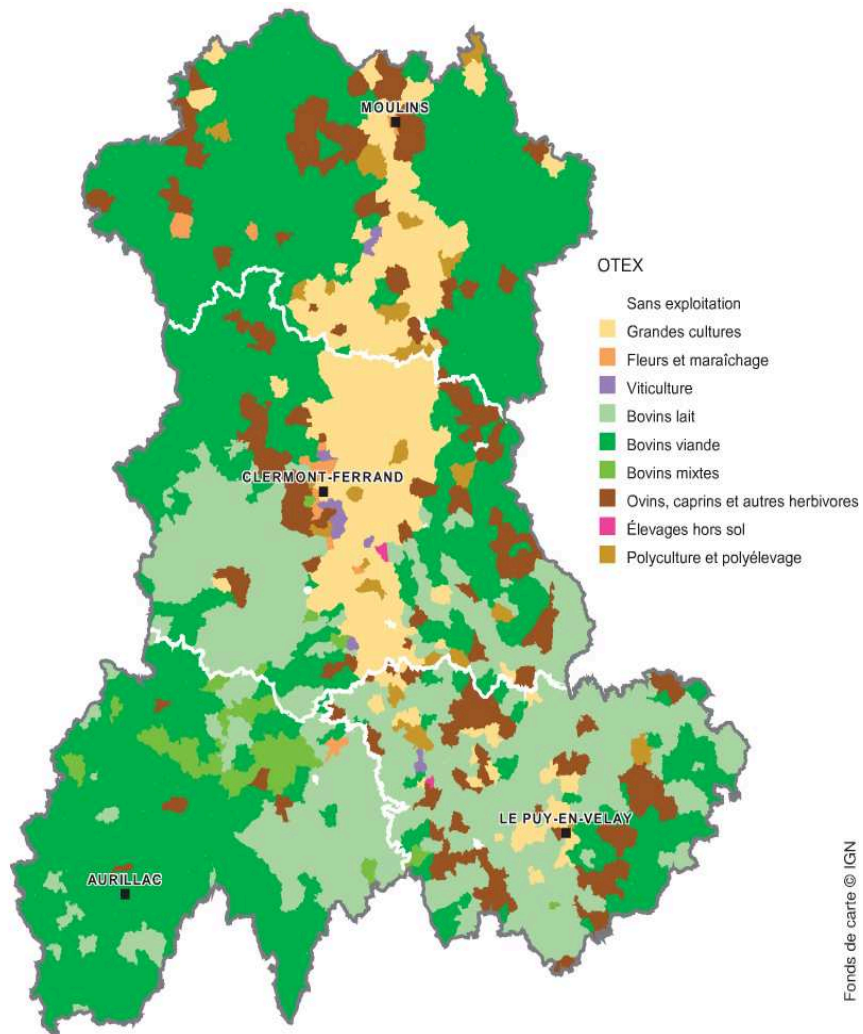 MOULINS
OTEX
Sans exploitation
Grandes cultures
Fleurs et maraîchage
Viticulture
Bovins lait
Bovins viande
Bovins mixtes
Ovins, caprins et autres herbivores
Élevages hors sol
Polyculture et polyélevage
CLERMONT-FERRAND
LE PUY-EN-VELAY
AURILLAC
Fonds de carte © IGN